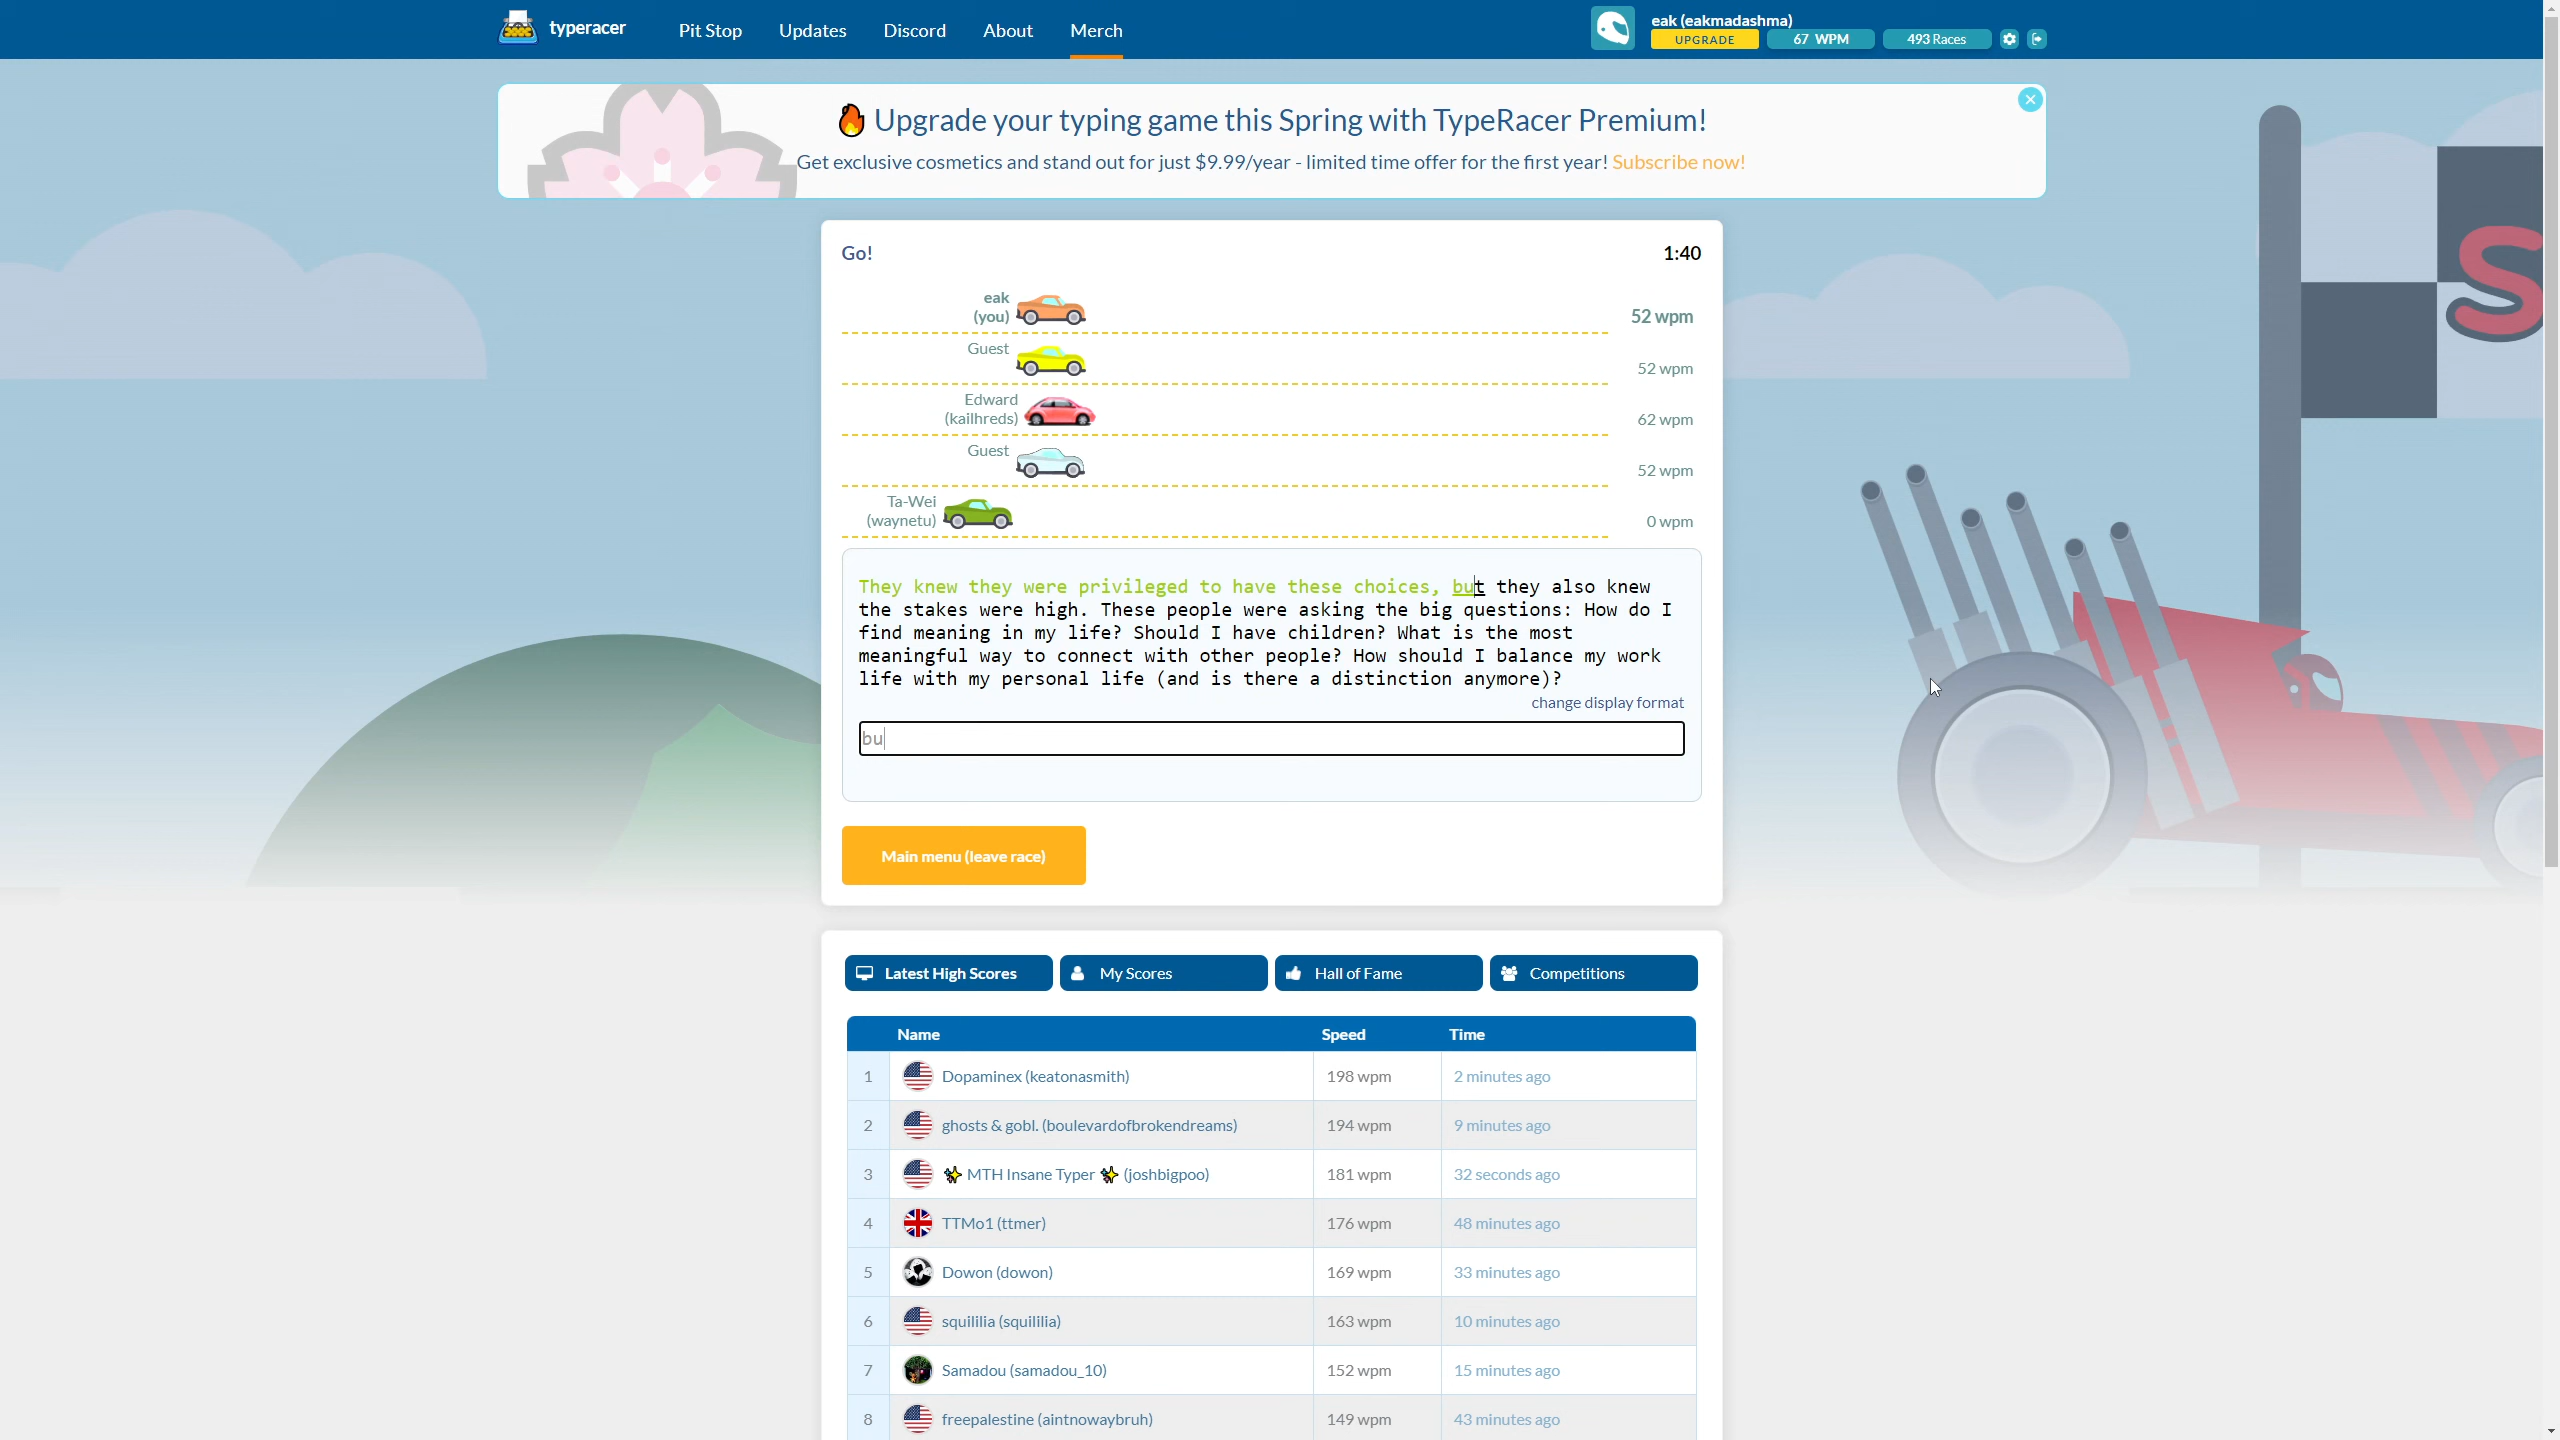 typeracer
Pit Stop
Updates
Discord
About
Merch
eak (eakmadashma)
UPGRADE
67 WPM
493 Races
🔥 Upgrade your typing game this Spring with TypeRacer Premium!
Get exclusive cosmetics and stand out for just $9.99/year - limited time offer for the first year! Subscribe now!
Go!
1:40
eak
(you)
52 wpm
Guest
52 wpm
Edward
(kailhreds)
62 wpm
Guest
52 wpm
Ta-Wei
(waynetu)
0 wpm
They knew they were privileged to have these choices, but they also knew
the stakes were high. These people were asking the big questions: How do I
find meaning in my life? Should I have children? What is the most
meaningful way to connect with other people? How should I balance my work
life with my personal life (and is there a distinction anymore)?
change display format
bu
Main menu (leave race)
Latest High Scores
My Scores
Hall of Fame
Competitions
Name Speed Time
1 Dopaminex (keatonasmith) 198 wpm 2 minutes ago
2 ghosts & gobl. (boulevardofbrokendreams) 194 wpm 9 minutes ago
3 ✨ MTH Insane Typer ✨ (joshbigpoo) 181 wpm 32 seconds ago
4 TTMo1 (ttmer) 176 wpm 48 minutes ago
5 Dowon (dowon) 169 wpm 33 minutes ago
6 squililia (squililia) 163 wpm 10 minutes ago
7 Samadou (samadou_10) 152 wpm 15 minutes ago
8 freepalestine (aintnowaybruh) 149 wpm 43 minutes ago
S